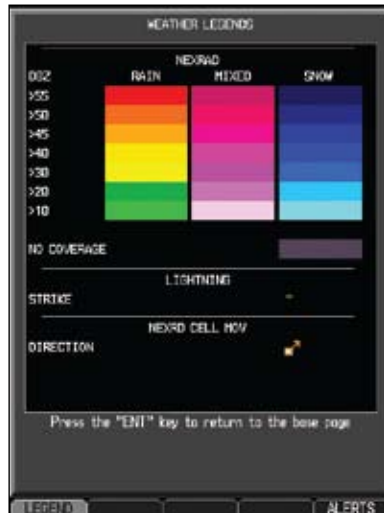 WEATHER LEGENDS
NEXRAD
DBZ RAIN MIXED SNOW
>55
>50
>45
>40
>30
>20
>10
NO COVERAGE
LIGHTNING
STRIKE
NEXRD CELL MOV
DIRECTION
Press the "ENT" key to return to the base page
LEGEND ALERTS